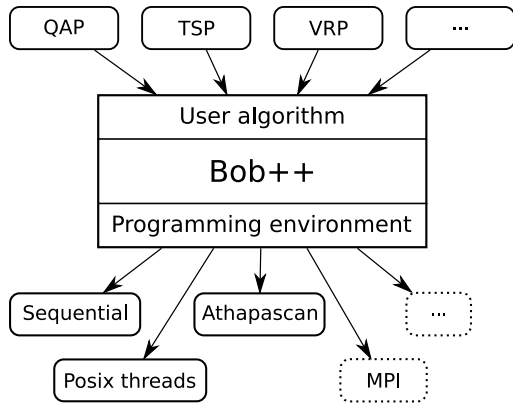 QAP
TSP
VRP
...
User algorithm
Bob++
Programming environment
Sequential
Athapascan
...
Posix threads
MPI